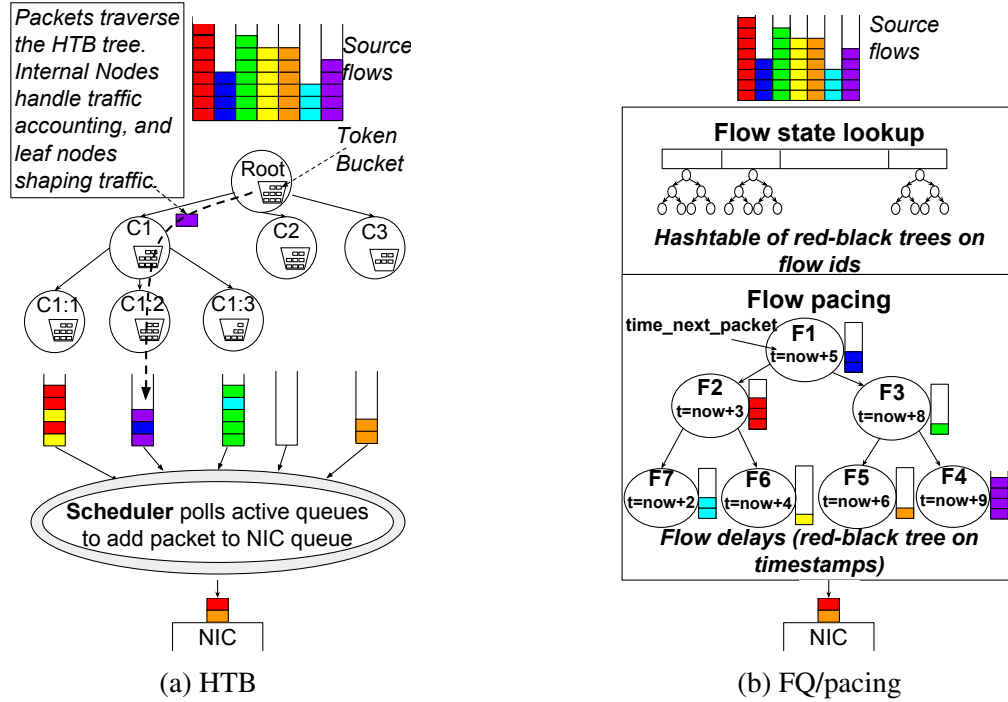 Packets traverse
the HTB tree.
Internal Nodes
handle traffic
accounting, and
leaf nodes
shaping traffic
Source
flows
Token
Bucket
Root
C1
C2
C3
C1:1
C1:2
C1:3
Scheduler polls active queues
to add packet to NIC queue
NIC
(a) HTB
Source
flows
Flow state lookup
Hashtable of red-black trees on
flow ids
Flow pacing
time_next_packet
F1
t=now+5
F2
t=now+3
F3
t=now+8
F7
t=now+2
F6
t=now+4
F5
t=now+6
F4
t=now+9
Flow delays (red-black tree on
timestamps)
NIC
(b) FQ/pacing